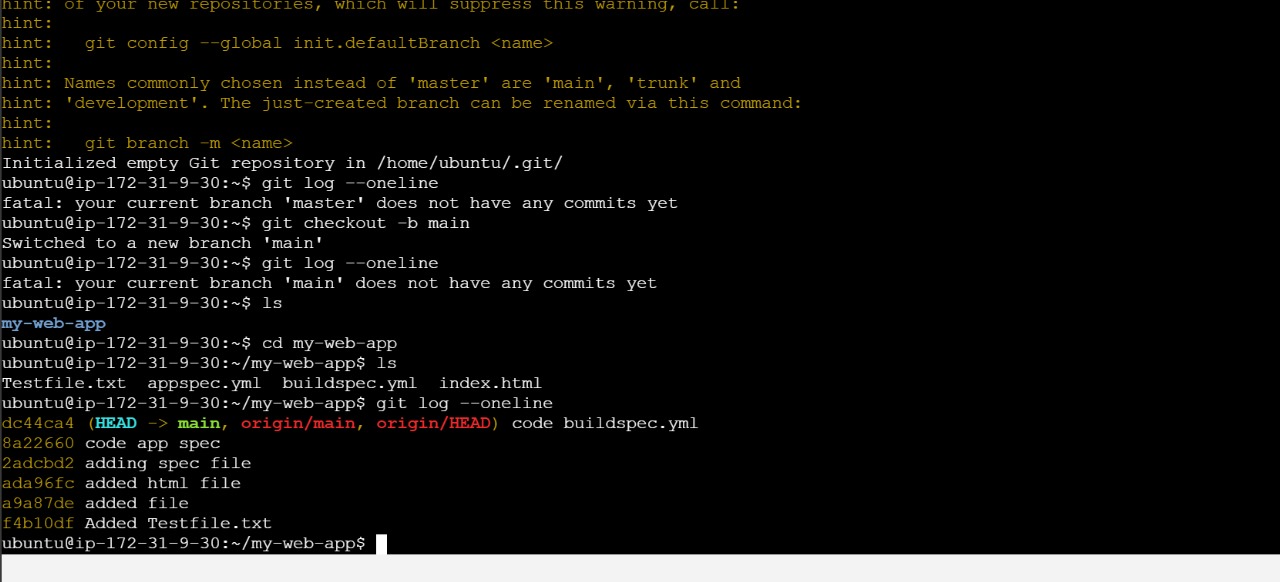 hint: of your new repositories, which will suppress this warning, call:
hint:
hint:   git config --global init.defaultBranch <name>
hint:
hint: Names commonly chosen instead of 'master' are 'main', 'trunk' and
hint: 'development'. The just-created branch can be renamed via this command:
hint:
hint:   git branch -m <name>
Initialized empty Git repository in /home/ubuntu/.git/
ubuntu@ip-172-31-9-30:~$ git log --oneline
fatal: your current branch 'master' does not have any commits yet
ubuntu@ip-172-31-9-30:~$ git checkout -b main
Switched to a new branch 'main'
ubuntu@ip-172-31-9-30:~$ git log --oneline
fatal: your current branch 'main' does not have any commits yet
ubuntu@ip-172-31-9-30:~$ ls
my-web-app
ubuntu@ip-172-31-9-30:~$ cd my-web-app
ubuntu@ip-172-31-9-30:~/my-web-app$ ls
Testfile.txt  appspec.yml  buildspec.yml  index.html
ubuntu@ip-172-31-9-30:~/my-web-app$ git log --oneline
dc44ca4 (HEAD -> main, origin/main, origin/HEAD) code buildspec.yml
8a22660 code app spec
2adcbd2 adding spec file
ada96fc added html file
a9a87de added file
f4b10df Added Testfile.txt
ubuntu@ip-172-31-9-30:~/my-web-app$